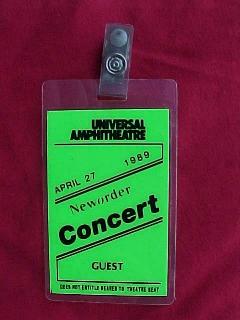 UNIVERSAL
AMPHITHEATRE
APRIL 27 1989
Neworder
Concert
GUEST
DOES NOT ENTITLE BEARER TO THEATRE SEAT